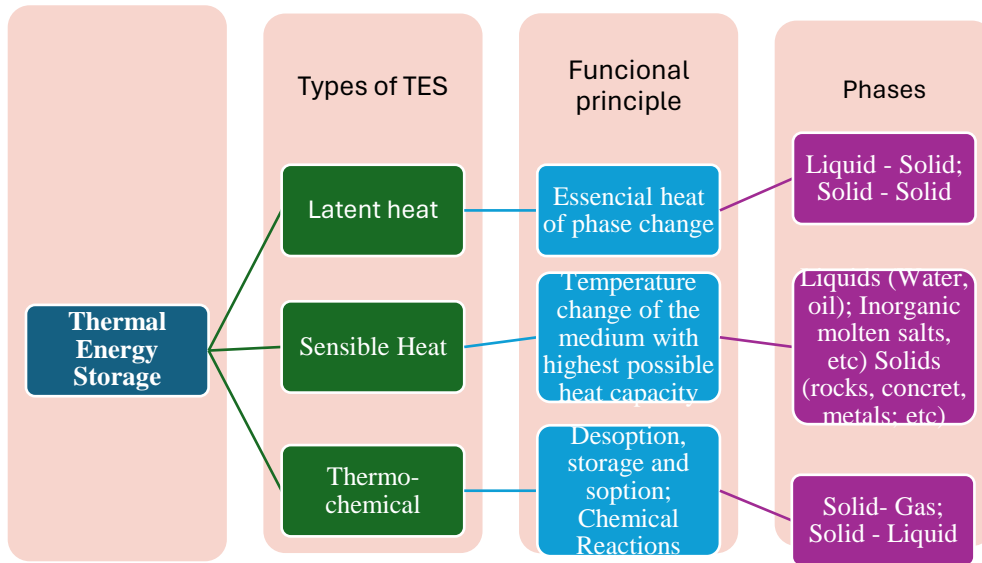 Types of TES
Funcional
principle
Phases
Latent heat
Essencial heat
of phase change
Liquid - Solid;
Solid - Solid
Thermal
Energy
Storage
Sensible Heat
Temperature
change of the
medium with
highest possible
heat capacity
Liquids (Water,
oil); Inorganic
molten salts,
etc) Solids
(rocks, concret,
metals; etc)
Thermo-
chemical
Desoption,
storage and
soption;
Chemical
Reactions
Solid- Gas;
Solid - Liquid